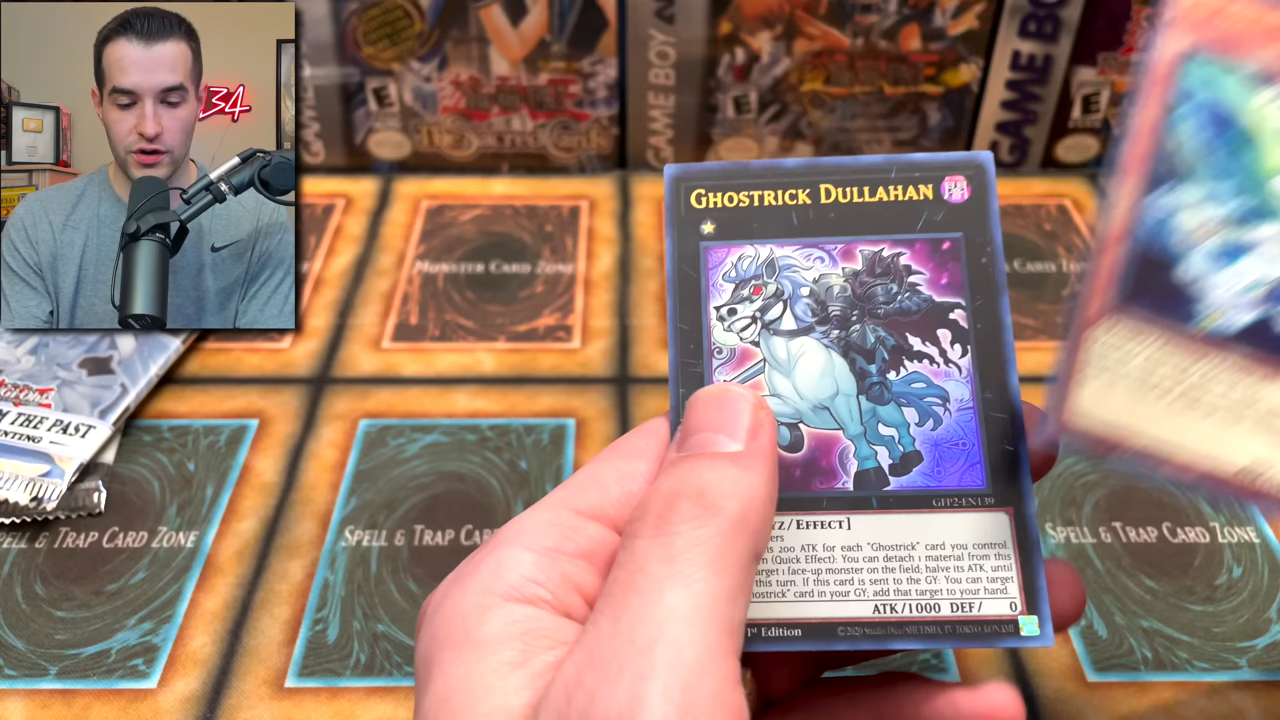 34
E
E
E
THE SACRED CARDS
GAME BOY
GAME BO
GHOSTRICK DULLAHAN
MONSTER CARD ZONE
CARD ZONE
THE PAST
GFP2-EN139
SPELL & TRAP CARD ZONE
SPELL & TRAP CAR
SPELL & TRAP CARD ZONE
YZ/EFFECT]
ers
ns 200 ATK for each "Ghostrick" card you control.
n (Quick Effect): You can detach 1 material from this
arget 1 face-up monster on the field; halve its ATK, until
this turn. If this card is sent to the GY: You can target
ostrick" card in your GY; add that target to your hand.
ATK/1000 DEF/ 0
1st Edition
©2020 Studio Dice/SHUEISHA, TV TOKYO, KONAMI